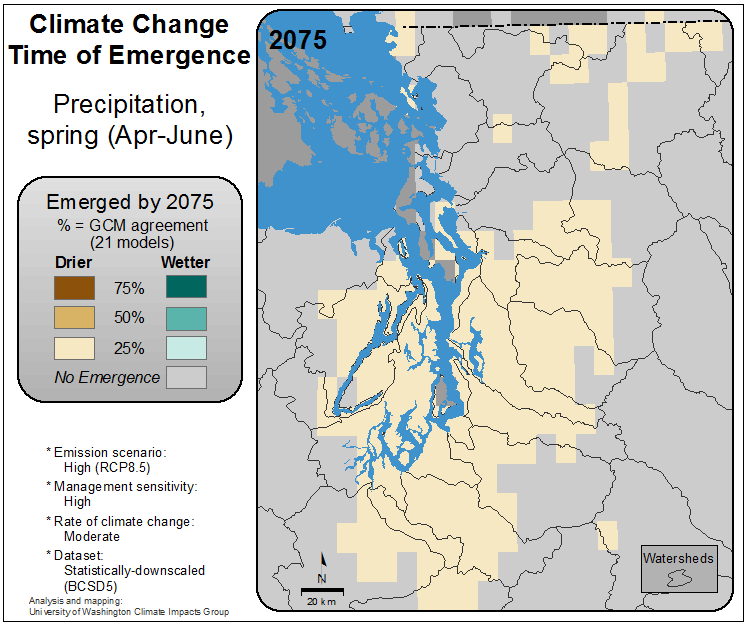 Climate Change
Time of Emergence
Precipitation,
spring (Apr-June)
Emerged by 2075
% = GCM agreement
(21 models)
Drier Wetter
75%
50%
25%
No Emergence
* Emission scenario:
High (RCP8.5)
* Management sensitivity:
High
* Rate of climate change:
Moderate
* Dataset:
Statistically-downscaled
(BCSD5)
Analysis and mapping:
University of Washington Climate Impacts Group
2075
N
20 km
Watersheds